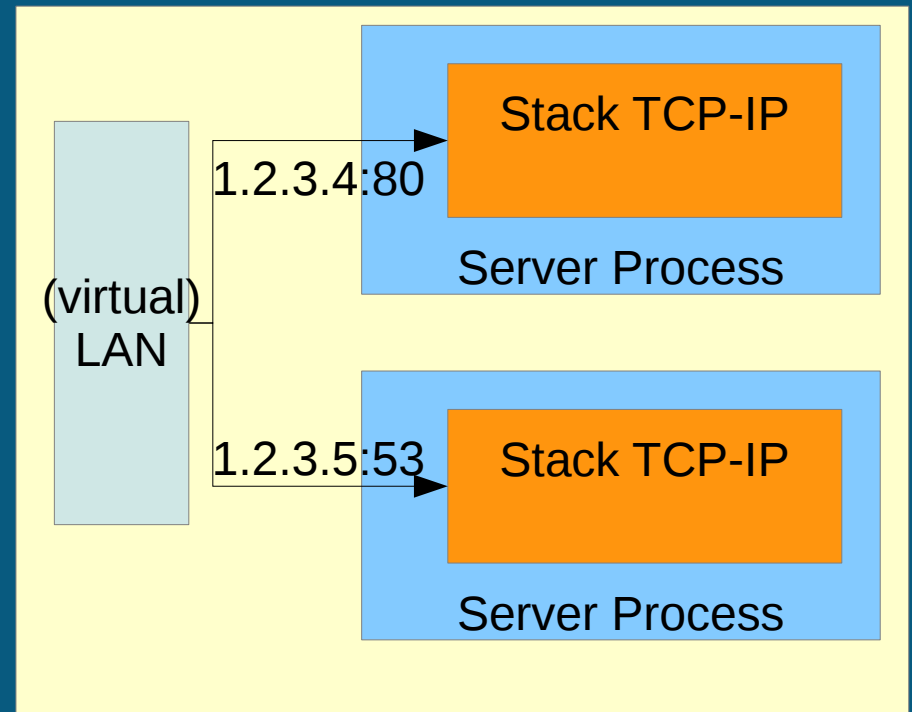 Stack TCP-IP
1.2.3.4:80
Server Process
(virtual)
LAN
1.2.3.5:53
Stack TCP-IP
Server Process